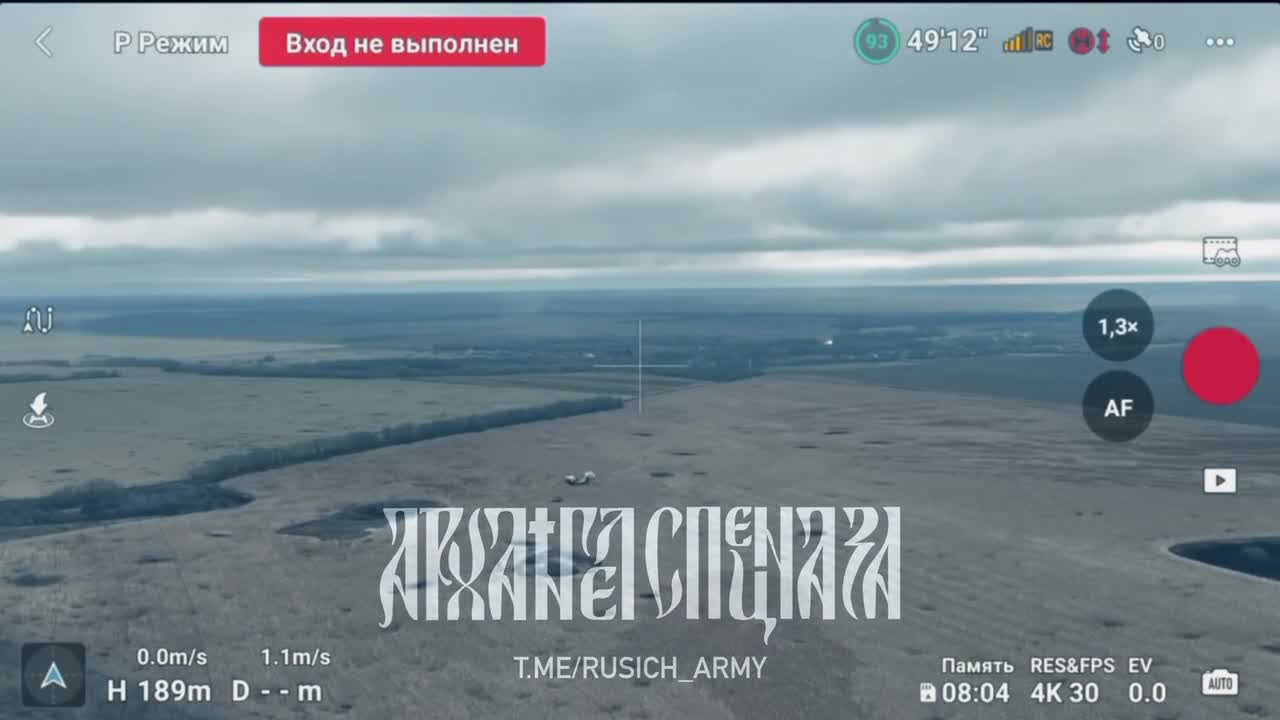 Р Режим
Вход не выполнен
93
49'12"
RC
0
1,3×
AF
АРХАНГЕЛ СПЕЦНАЗА
T.ME/RUSICH_ARMY
0.0m/s 1.1m/s
H 189m D - - m
Память RES&FPS EV
08:04 4K 30 0.0
AUTO